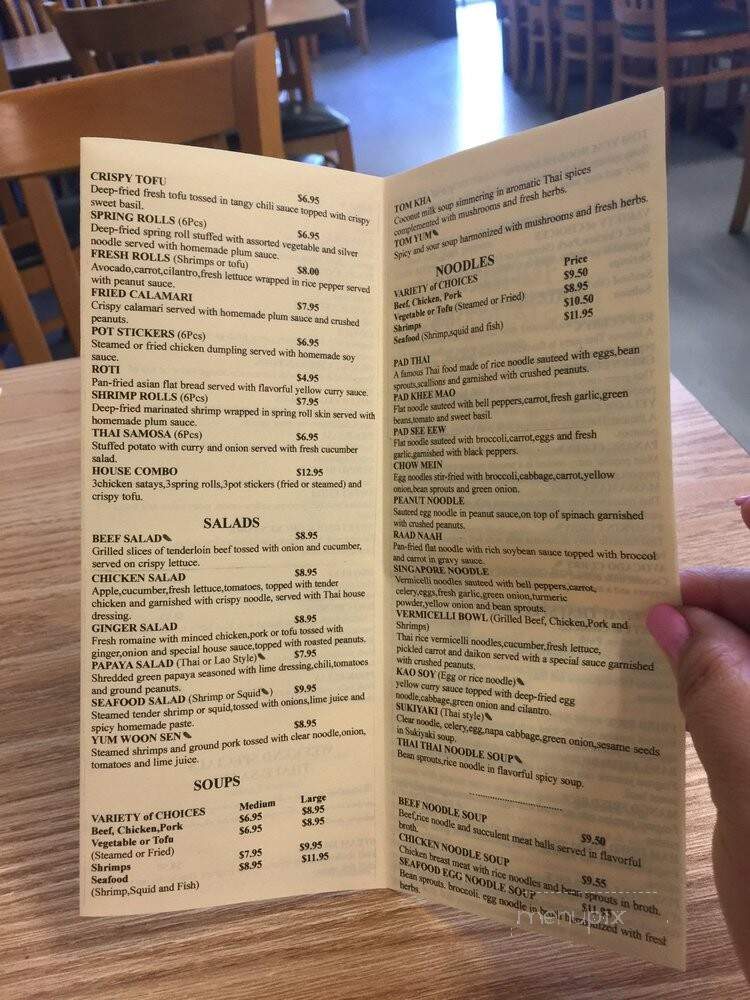 CRISPY TOFU $6.95
Deep-fried fresh tofu tossed in tangy chili sauce topped with crispy
sweet basil.
SPRING ROLLS (6Pcs) $6.95
Deep-fried spring roll stuffed with assorted vegetable and silver
noodle served with homemade plum sauce.
FRESH ROLLS (Shrimps or tofu) $8.00
Avocado,carrot,cilantro,fresh lettuce wrapped in rice pepper served
with peanut sauce.
FRIED CALAMARI $7.95
Crispy calamari served with homemade plum sauce and crushed
peanuts.
POT STICKERS (6Pcs) $6.95
Steamed or fried chicken dumpling served with homemade soy
sauce.
ROTI $4.95
Pan-fried asian flat bread served with flavorful yellow curry sauce.
SHRIMP ROLLS (6Pcs) $7.95
Deep-fried marinated shrimp wrapped in spring roll skin served with
homemade plum sauce.
THAI SAMOSA (6Pcs) $6.95
Stuffed potato with curry and onion served with fresh cucumber
salad.
HOUSE COMBO $12.95
3chicken satays,3spring rolls,3pot stickers (fried or steamed) and
crispy tofu.
SALADS
BEEF SALAD $8.95
Grilled slices of tenderloin beef tossed with onion and cucumber,
served on crispy lettuce.
CHICKEN SALAD $8.95
Apple,cucumber,fresh lettuce,tomatoes, topped with tender
chicken and garnished with crispy noodle, served with Thai house
dressing.
GINGER SALAD $8.95
Fresh romaine with minced chicken,pork or tofu tossed with
ginger,onion and special house sauce,topped with roasted peanuts.
PAPAYA SALAD (Thai or Lao Style) $7.95
Shredded green papaya seasoned with lime dressing,chili,tomatoes
and ground peanuts.
SEAFOOD SALAD (Shrimp or Squid) $9.95
Steamed tender shrimp or squid,tossed with onions,lime juice and
spicy homemade paste.
YUM WOON SEN $8.95
Steamed shrimps and ground pork tossed with clear noodle,onion,
tomatoes and lime juice.
SOUPS
VARIETY of CHOICES Medium Large
Beef, Chicken,Pork $6.95 $8.95
Vegetable or Tofu $6.95 $8.95
(Steamed or Fried)
Shrimps $7.95 $9.95
Seafood $8.95 $11.95
(Shrimp,Squid and Fish)
TOM KHA
Coconut milk soup simmering in aromatic Thai spices
complemented with mushrooms and fresh herbs.
TOM YUM
Spicy and sour soup harmonized with mushrooms and fresh herbs.
NOODLES
VARIETY of CHOICES Price
Beef, Chicken, Pork $9.50
Vegetable or Tofu (Steamed or Fried) $8.95
Shrimps $10.50
Seafood (Shrimp,squid and fish) $11.95
PAD THAI
A famous Thai food made of rice noodle sauteed with eggs,bean
sprouts,scallions and garnished with crushed peanuts.
PAD KHEE MAO
Flat noodle sauteed with bell peppers,carrot,fresh garlic,green
beans,tomato and sweet basil.
PAD SEE EEW
Flat noodle sauteed with broccoli,carrot,eggs and fresh
garlic,garnished with black peppers.
CHOW MEIN
Egg noodles stir-fried with broccoli,cabbage,carrot,yellow
onion,bean sprouts and green onion.
PEANUT NOODLE
Sauteed egg noodle in peanut sauce,on top of spinach garnished
with crushed peanuts.
RAAD NAAH
Pan-fried flat noodle with rich soybean sauce topped with broccol
and carrot in gravy sauce.
SINGAPORE NOODLE
Vermicelli noodles sauteed with bell peppers,carrot,
celery,eggs,fresh garlic,green onion,turmeric
powder,yellow onion and bean sprouts.
VERMICELLI BOWL (Grilled Beef, Chicken,Pork and
Shrimps)
Thai rice vermicelli noodles,cucumber,fresh lettuce,
pickled carrot and daikon served with a special sauce garnished
with crushed peanuts.
KAO SOY (Egg or rice noodle)
yellow curry sauce topped with deep-fried egg
noodle,cabbage,green onion and cilantro.
SUKIYAKI (Thai style)
Clear noodle, celery,egg,napa cabbage,green onion,sesame seeds
in Sukiyaki soup.
THAI THAI NOODLE SOUP
Bean sprouts,rice noodle in flavorful spicy soup.
BEEF NOODLE SOUP $9.50
Beef,rice noodle and succulent meat balls served in flavorful
broth.
CHICKEN NOODLE SOUP $9.55
Chicken breast meat with rice noodles and bean sprouts in broth.
SEAFOOD EGG NOODLE SOUP
Bean sprouts, broccoli, egg noodle in broth harmonized with fresh
herbs.
menupix